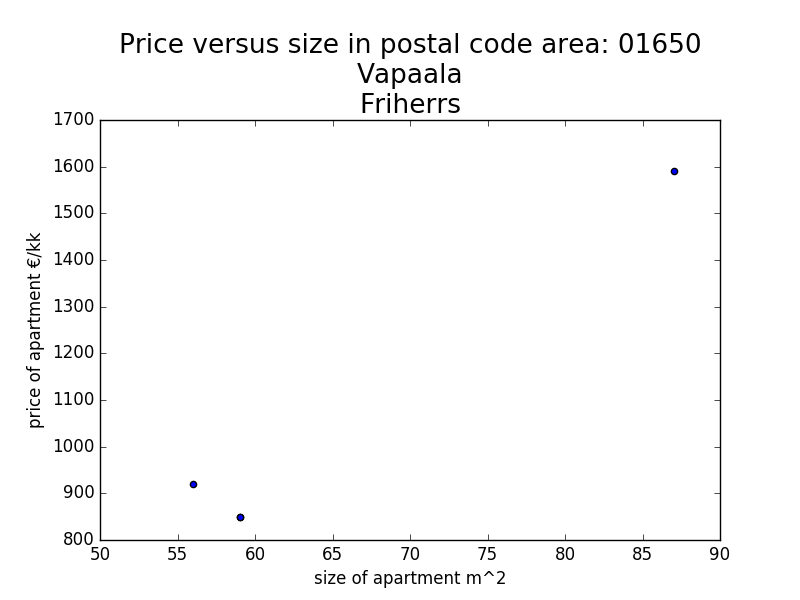 Price versus size in postal code area: 01650
Vapaala
Friherrs
1700
1600
1500
1400
1300
1200
1100
1000
900
800
price of apartment €/kk
50 55 60 65 70 75 80 85 90
size of apartment m^2